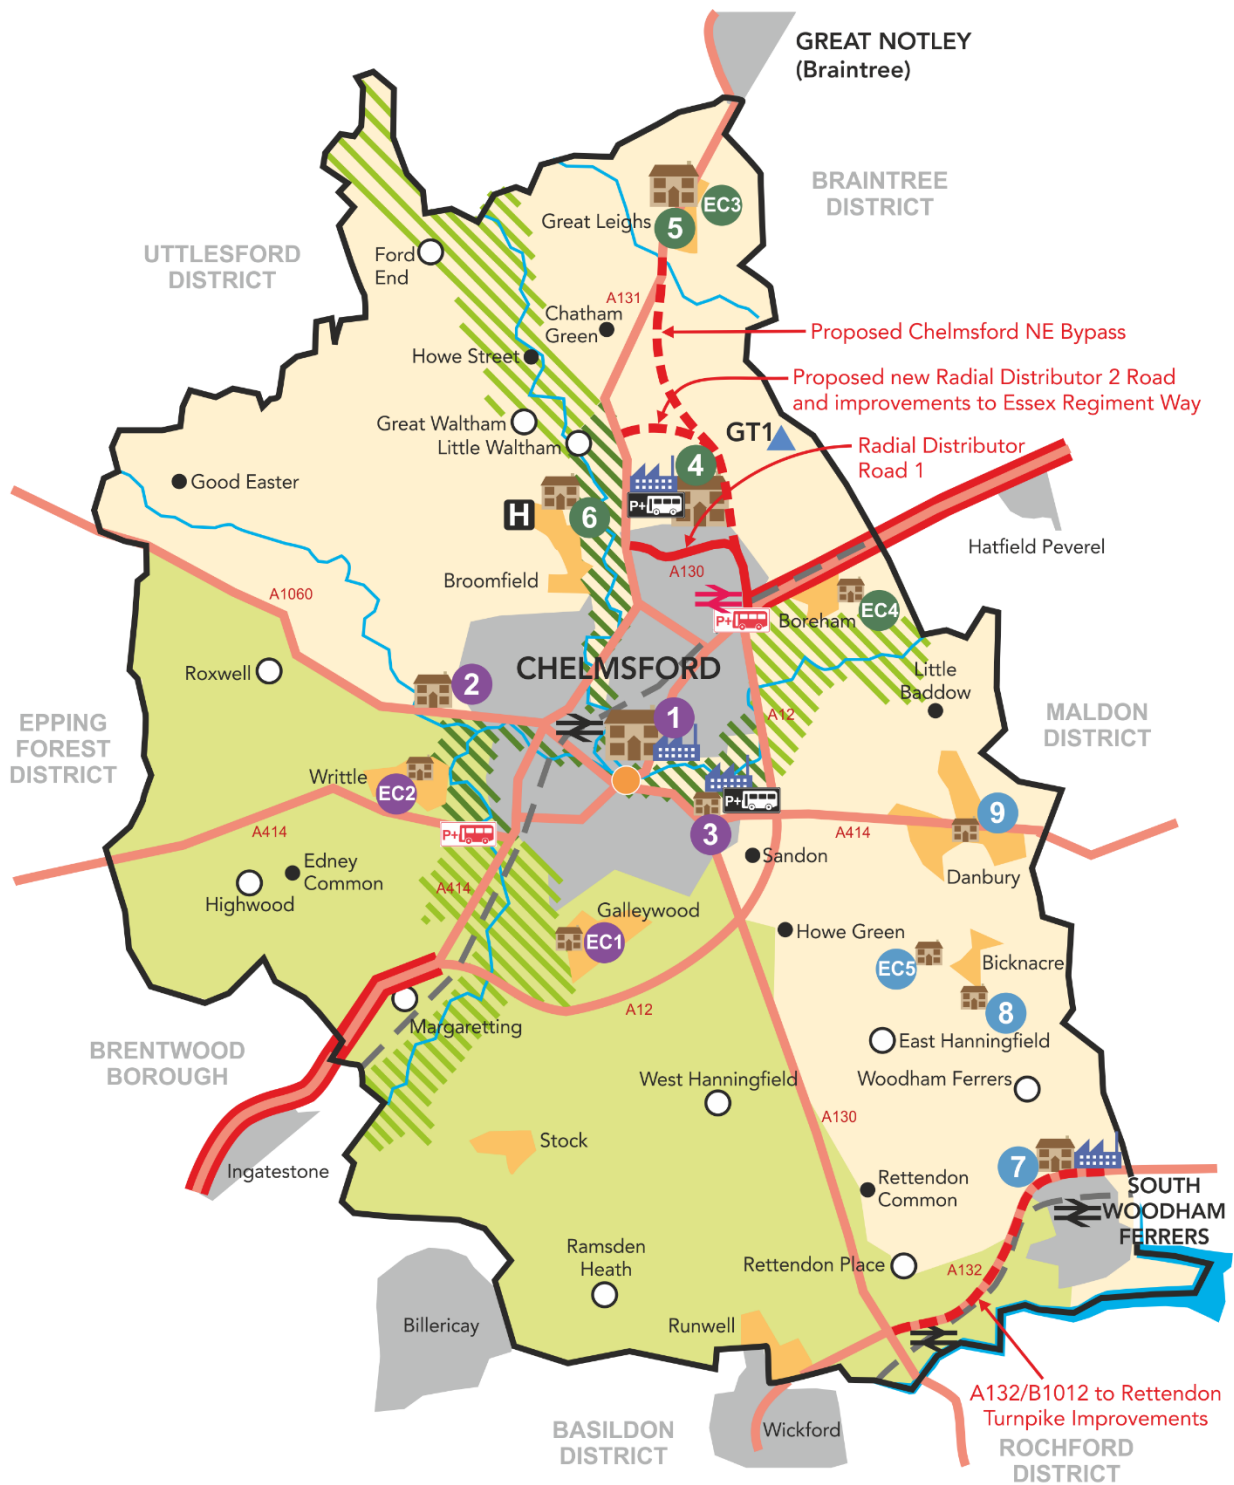 GREAT NOTLEY
(Braintree)
BRAINTREE
DISTRICT
UTTLESFORD
DISTRICT
EC3
Great Leighs
5
Ford
End
A131
Chatham
Green
Proposed Chelmsford NE Bypass
Howe Street
Proposed new Radial Distributor 2 Road
and improvements to Essex Regiment Way
Great Waltham
Little Waltham
GT1
Radial Distributor
Road 1
4
Good Easter
P+
H
6
Hatfield Peverel
Broomfield
A130
A1060
P+
Boreham
EC4
CHELMSFORD
Roxwell
2
Little
Baddow
1
A12
EPPING
FOREST
DISTRICT
MALDON
DISTRICT
Writtle
EC2
P+
9
3
A414
P+
A414
Sandon
Edney
Common
Danbury
A414
Highwood
Galleywood
EC1
Howe Green
EC5
Bicknacre
8
A12
Margaretting
East Hanningfield
BRENTWOOD
BOROUGH
West Hanningfield
Woodham Ferrers
A130
Stock
7
Ingatestone
Rettendon
Common
SOUTH
WOODHAM
FERRERS
Ramsden
Heath
Rettendon Place
A132
Billericay
Runwell
A132/B1012 to Rettendon
Turnpike Improvements
BASILDON
DISTRICT
Wickford
ROCHFORD
DISTRICT